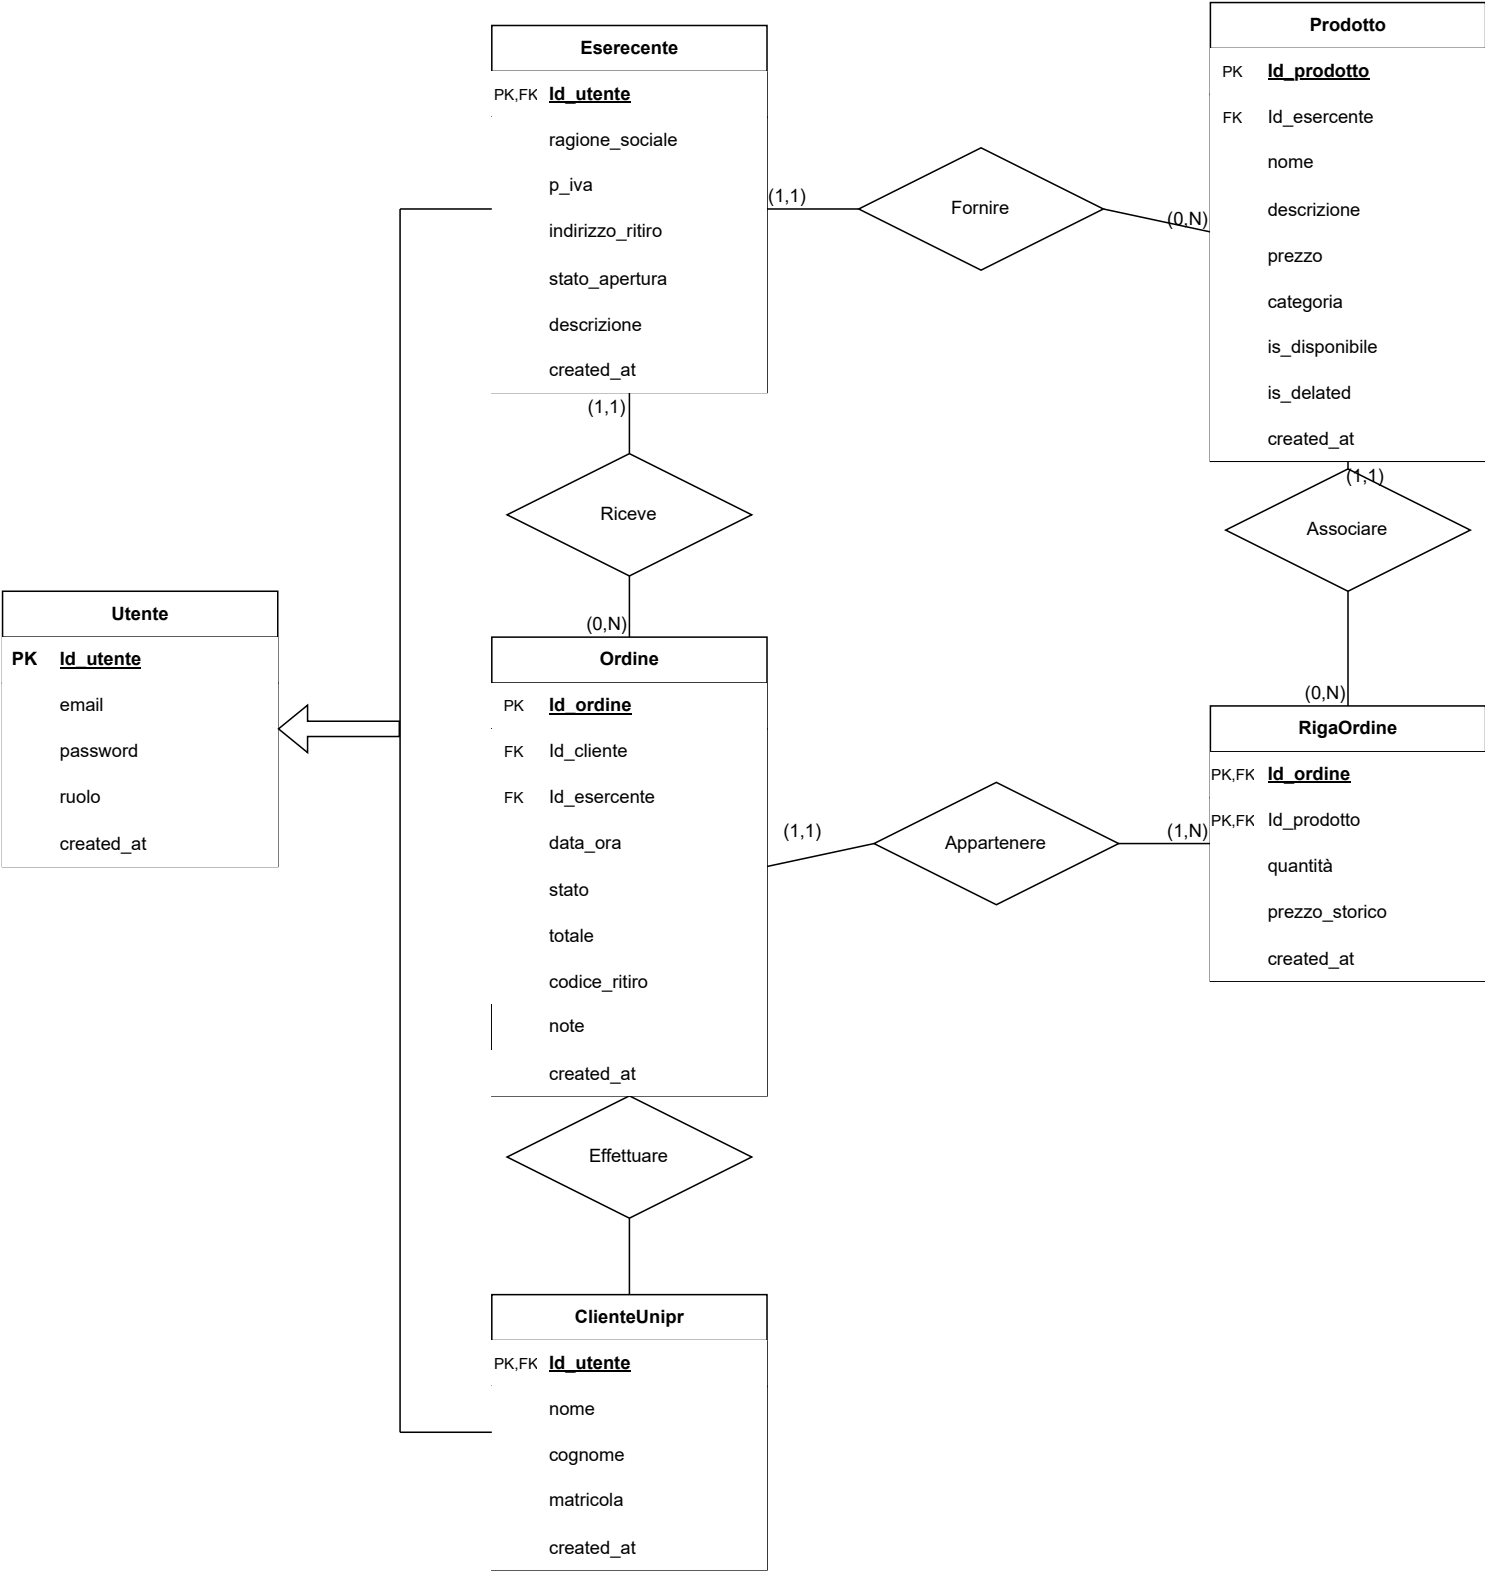 Eserecente
PK,FK Id_utente
ragione_sociale
p_iva
indirizzo_ritiro
stato_apertura
descrizione
created_at
(1,1)
Fornire
(0,N)
Prodotto
PK Id_prodotto
FK Id_esercente
nome
descrizione
prezzo
categoria
is_disponibile
is_delated
created_at
(1,1)
Riceve
(0,N)
(1,1)
Associare
(0,N)
Utente
PK Id_utente
email
password
ruolo
created_at
Ordine
PK Id_ordine
FK Id_cliente
FK Id_esercente
data_ora
stato
totale
codice_ritiro
note
created_at
(1,1)
Appartenere
(1,N)
RigaOrdine
PK,FK Id_ordine
PK,FK Id_prodotto
quantità
prezzo_storico
created_at
Effettuare
ClienteUnipr
PK,FK Id_utente
nome
cognome
matricola
created_at